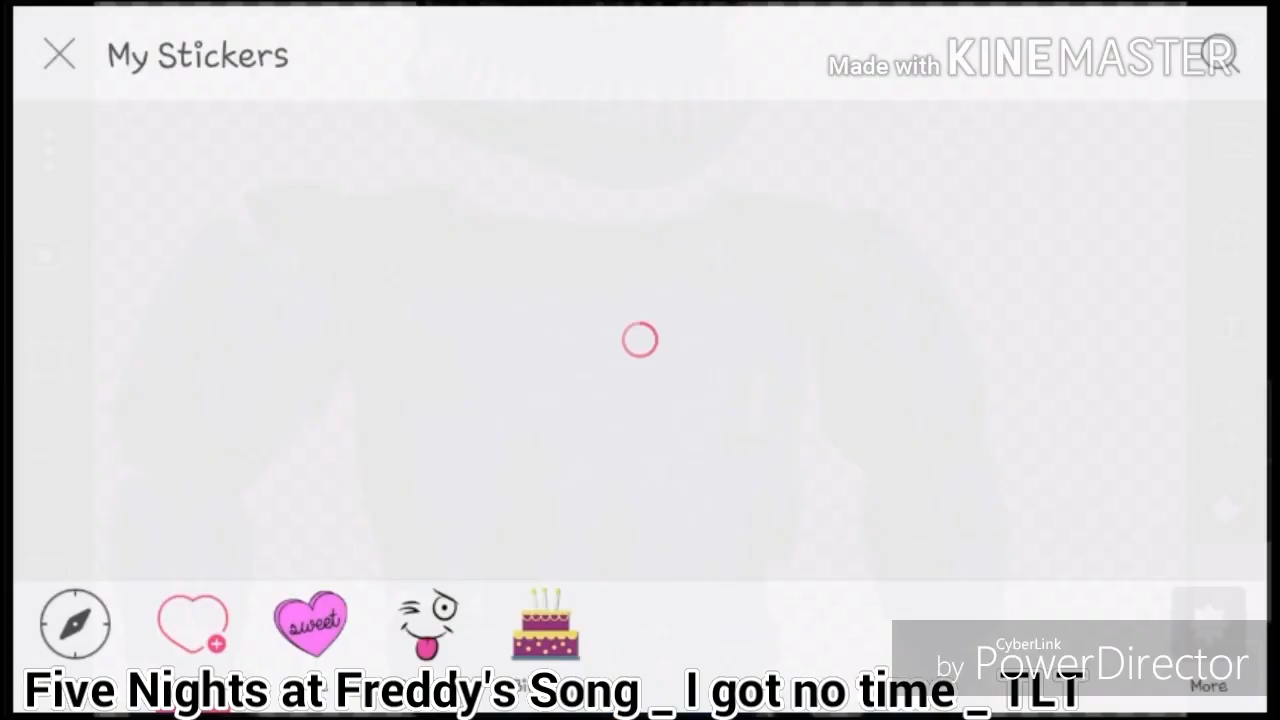 My Stickers
Made with KINEMASTER
sweet
CyberLink
by PowerDirector
More
Five Nights at Freddy's Song _ I got no time _ TLT